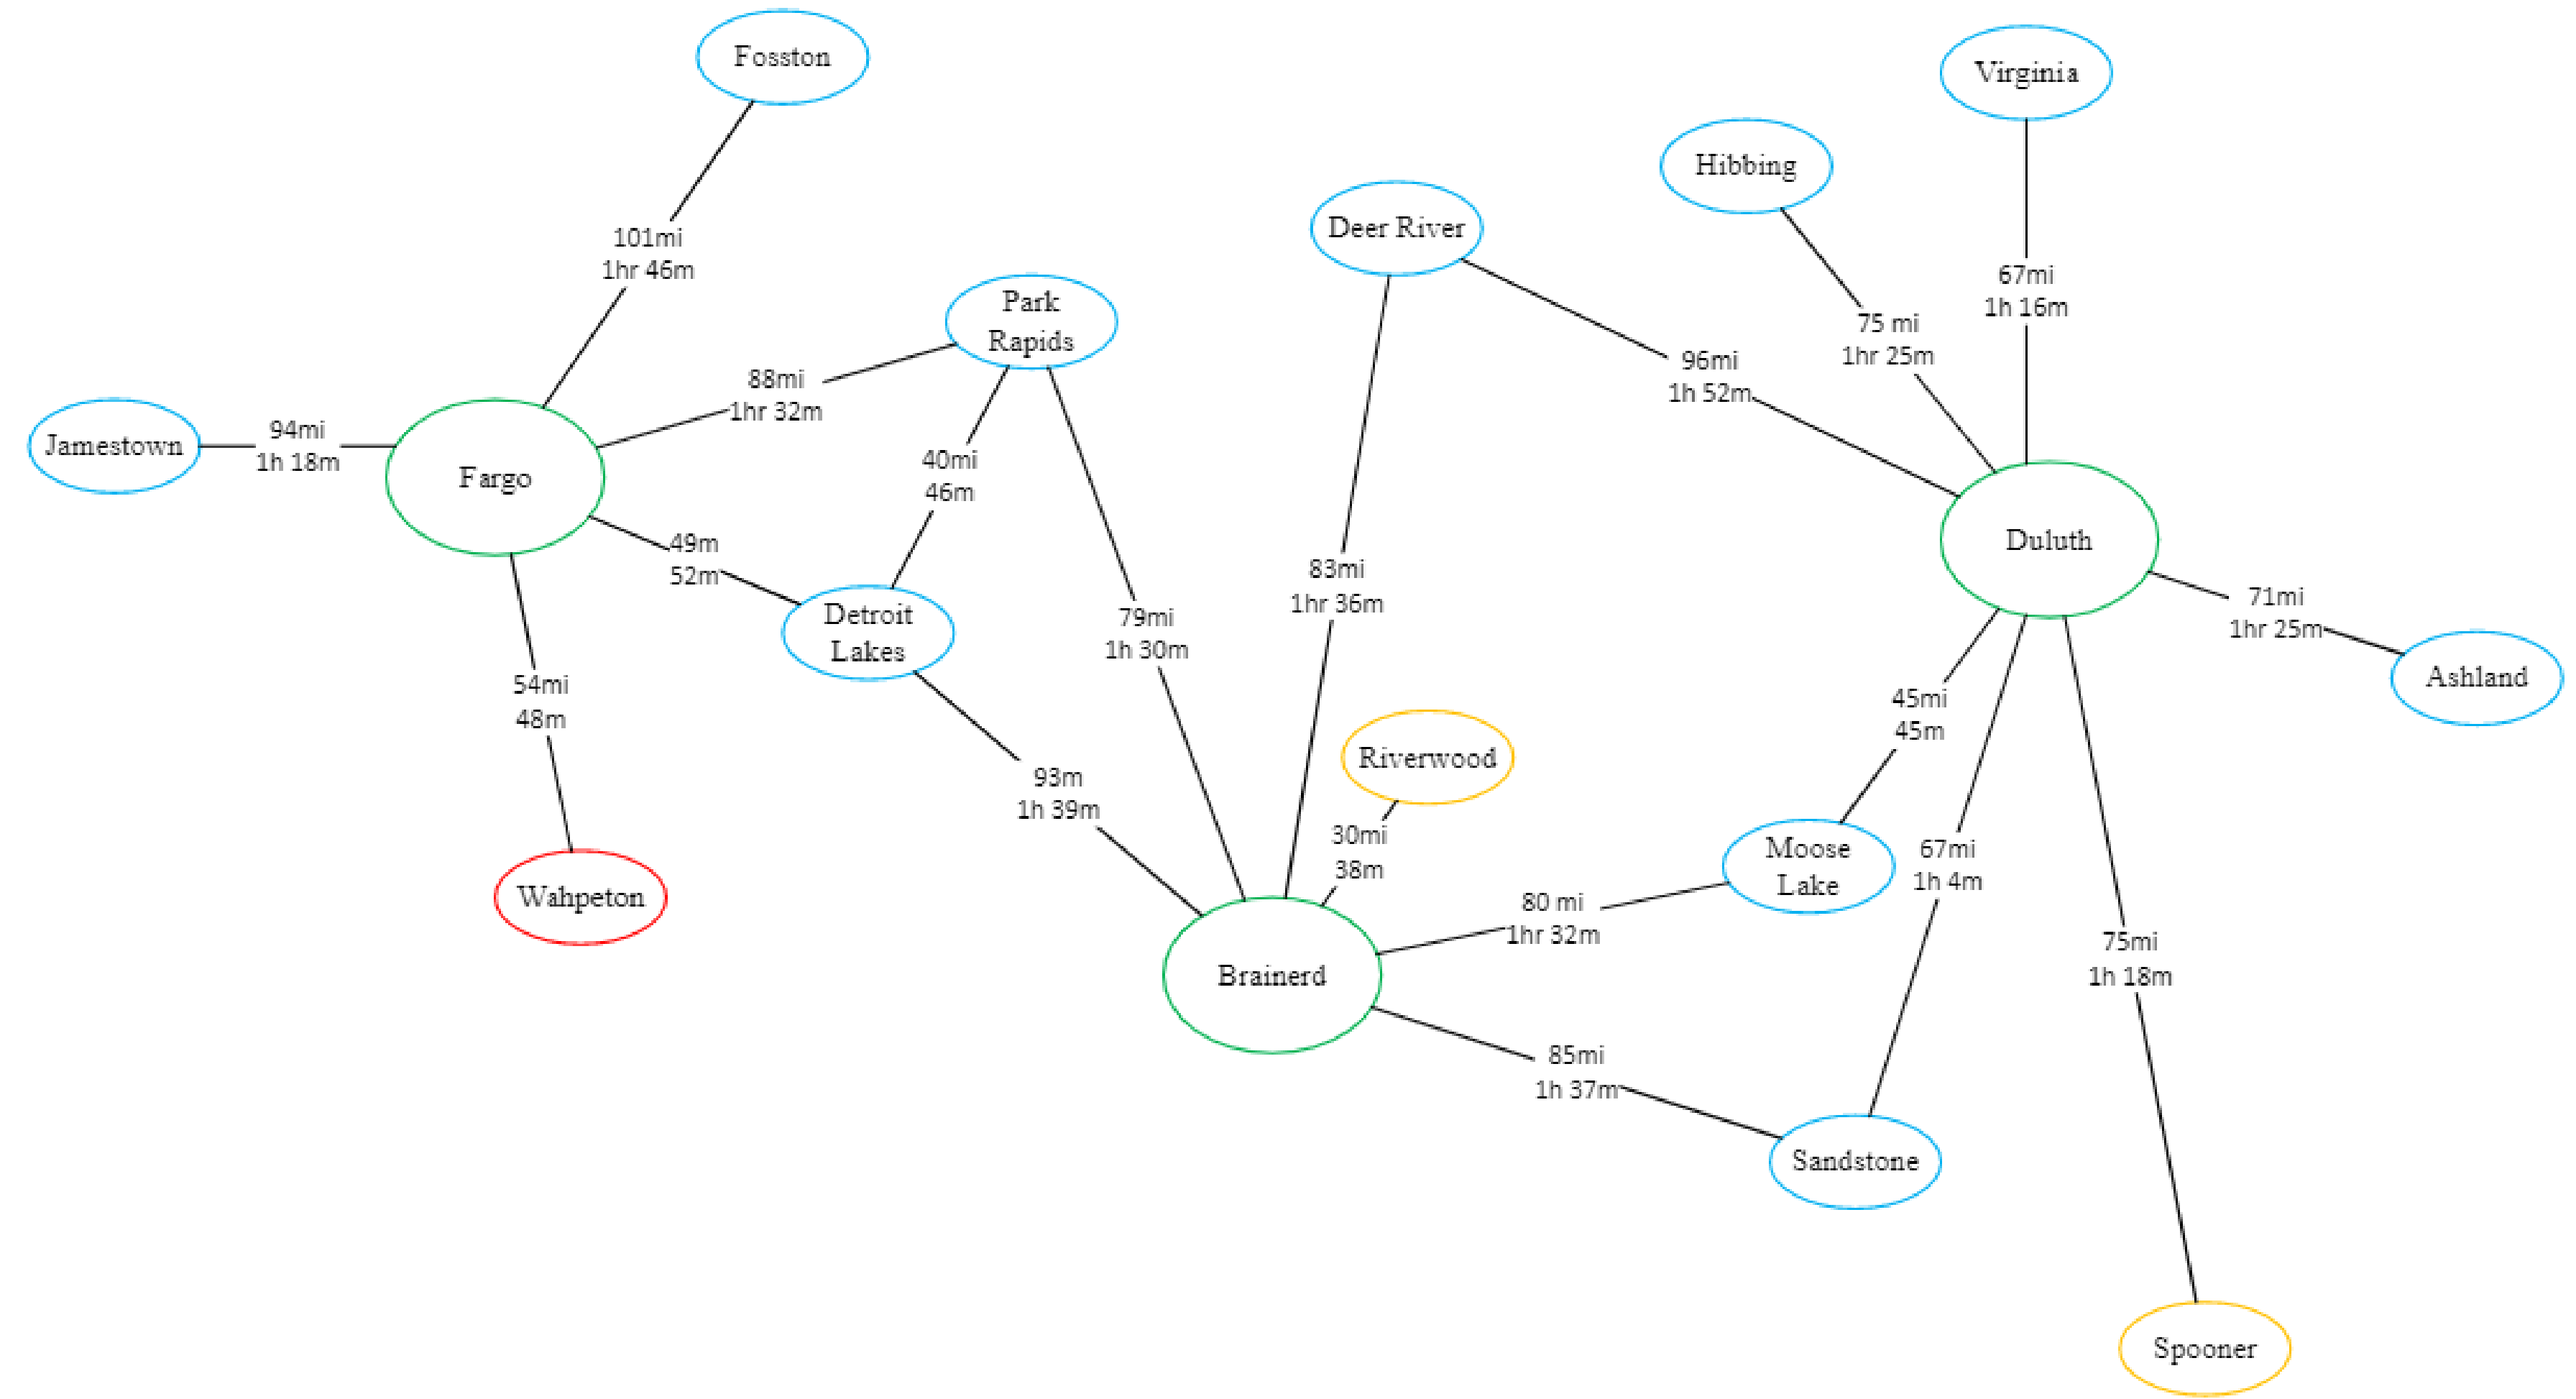 Fosston
Virginia
Hibbing
Deer River
101mi
1hr 46m
Park
Rapids
67mi
1h 16m
75 mi
1hr 25m
96mi
1h 52m
88mi
1hr 32m
Jamestown
94mi
1h 18m
Fargo
40mi
46m
Duluth
49m
52m
Detroit
Lakes
83mi
1hr 36m
79mi
1h 30m
71mi
1hr 25m
Ashland
54mi
48m
45mi
45m
Riverwood
93m
1h 39m
30mi
38m
Moose
Lake
67mi
1h 4m
Wahpeton
80 mi
1hr 32m
75mi
1h 18m
Brainerd
85mi
1h 37m
Sandstone
Spooner